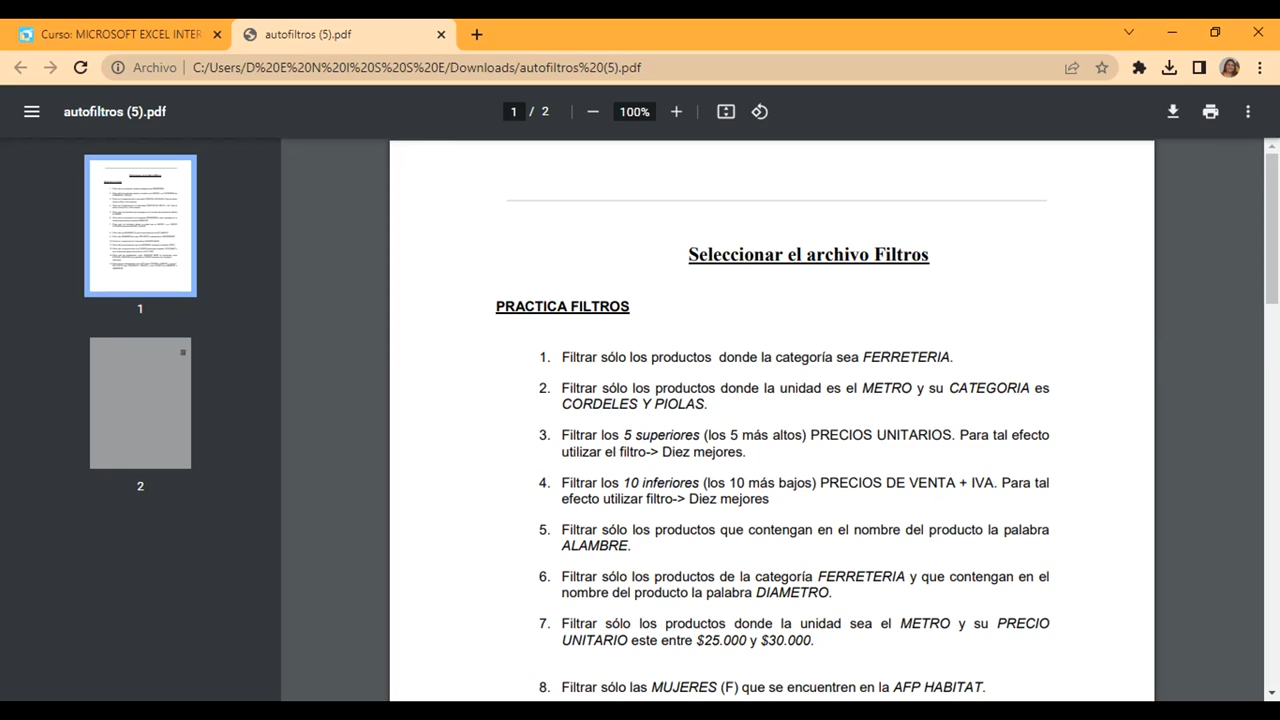 Curso: MICROSOFT EXCEL INTER
autofiltros (5).pdf
Archivo | C:/Users/D%20E%20N%20I%20S%20S%20E/Downloads/autofiltros%20(5).pdf
autofiltros (5).pdf
1 / 2
100%
1
2
Seleccionar el archivo Filtros
PRACTICA FILTROS
1. Filtrar sólo los productos donde la categoría sea FERRETERIA.
2. Filtrar sólo los productos donde la unidad es el METRO y su CATEGORIA es
CORDELES Y PIOLAS.
3. Filtrar los 5 superiores (los 5 más altos) PRECIOS UNITARIOS. Para tal efecto
utilizar el filtro-> Diez mejores.
4. Filtrar los 10 inferiores (los 10 más bajos) PRECIOS DE VENTA + IVA. Para tal
efecto utilizar filtro-> Diez mejores
5. Filtrar sólo los productos que contengan en el nombre del producto la palabra
ALAMBRE.
6. Filtrar sólo los productos de la categoría FERRETERIA y que contengan en el
nombre del producto la palabra DIAMETRO.
7. Filtrar sólo los productos donde la unidad sea el METRO y su PRECIO
UNITARIO este entre $25.000 y $30.000.
8. Filtrar sólo las MUJERES (F) que se encuentren en la AFP HABITAT.